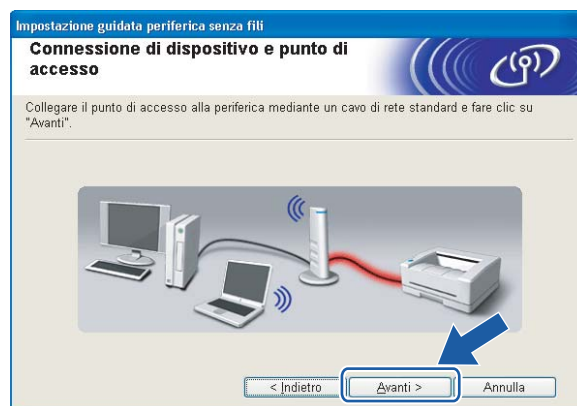 Impostazione guidata periferica senza fili
Connessione di dispositivo e punto di
accesso
Collegare il punto di accesso alla periferica mediante un cavo di rete standard e fare clic su
"Avanti".
< Indietro
Avanti >
Annulla